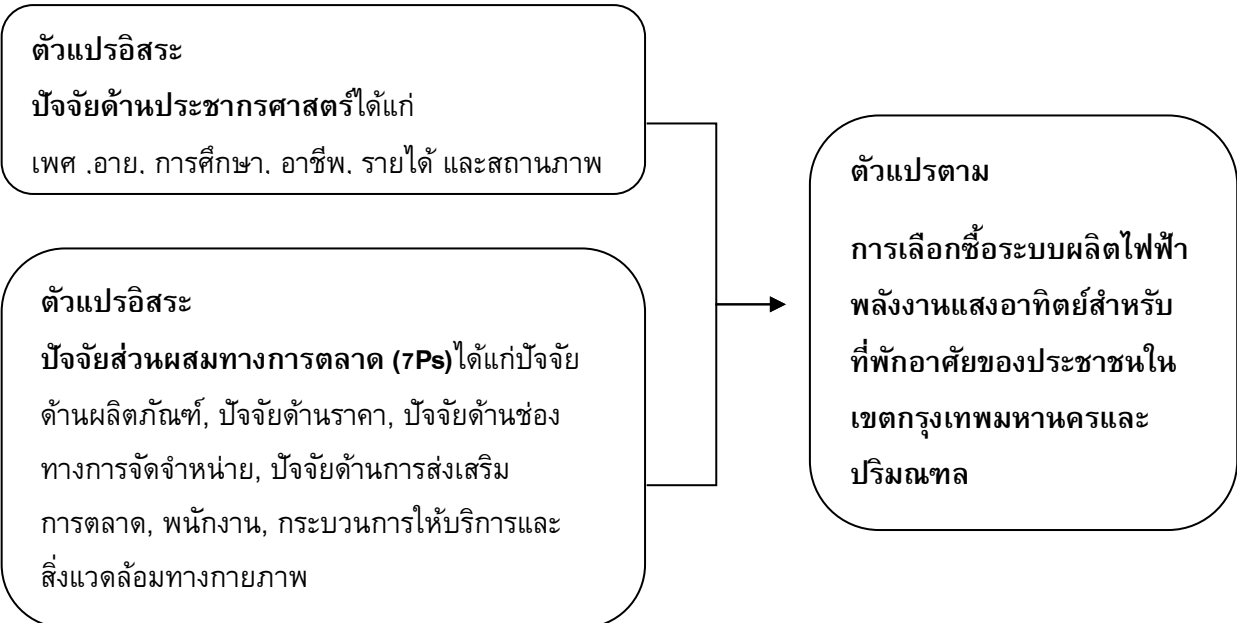 ตัวแปรอิสระ
ปัจจัยด้านประชากรศาสตร์ได้แก่
เพศ ,อาย, การศึกษา, อาชีพ, รายได้ และสถานภาพ
ตัวแปรอิสระ
ปัจจัยส่วนผสมทางการตลาด (7Ps)ได้แก่ปัจจัย
ด้านผลิตภัณฑ์, ปัจจัยด้านราคา, ปัจจัยด้านช่อง
ทางการจัดจำหน่าย, ปัจจัยด้านการส่งเสริม
การตลาด, พนักงาน, กระบวนการให้บริการและ
สิ่งแวดล้อมทางกายภาพ
ตัวแปรตาม
การเลือกซื้อระบบผลิตไฟฟ้า
พลังงานแสงอาทิตย์สำหรับ
ที่พักอาศัยของประชาชนใน
เขตกรุงเทพมหานครและ
ปริมณฑล